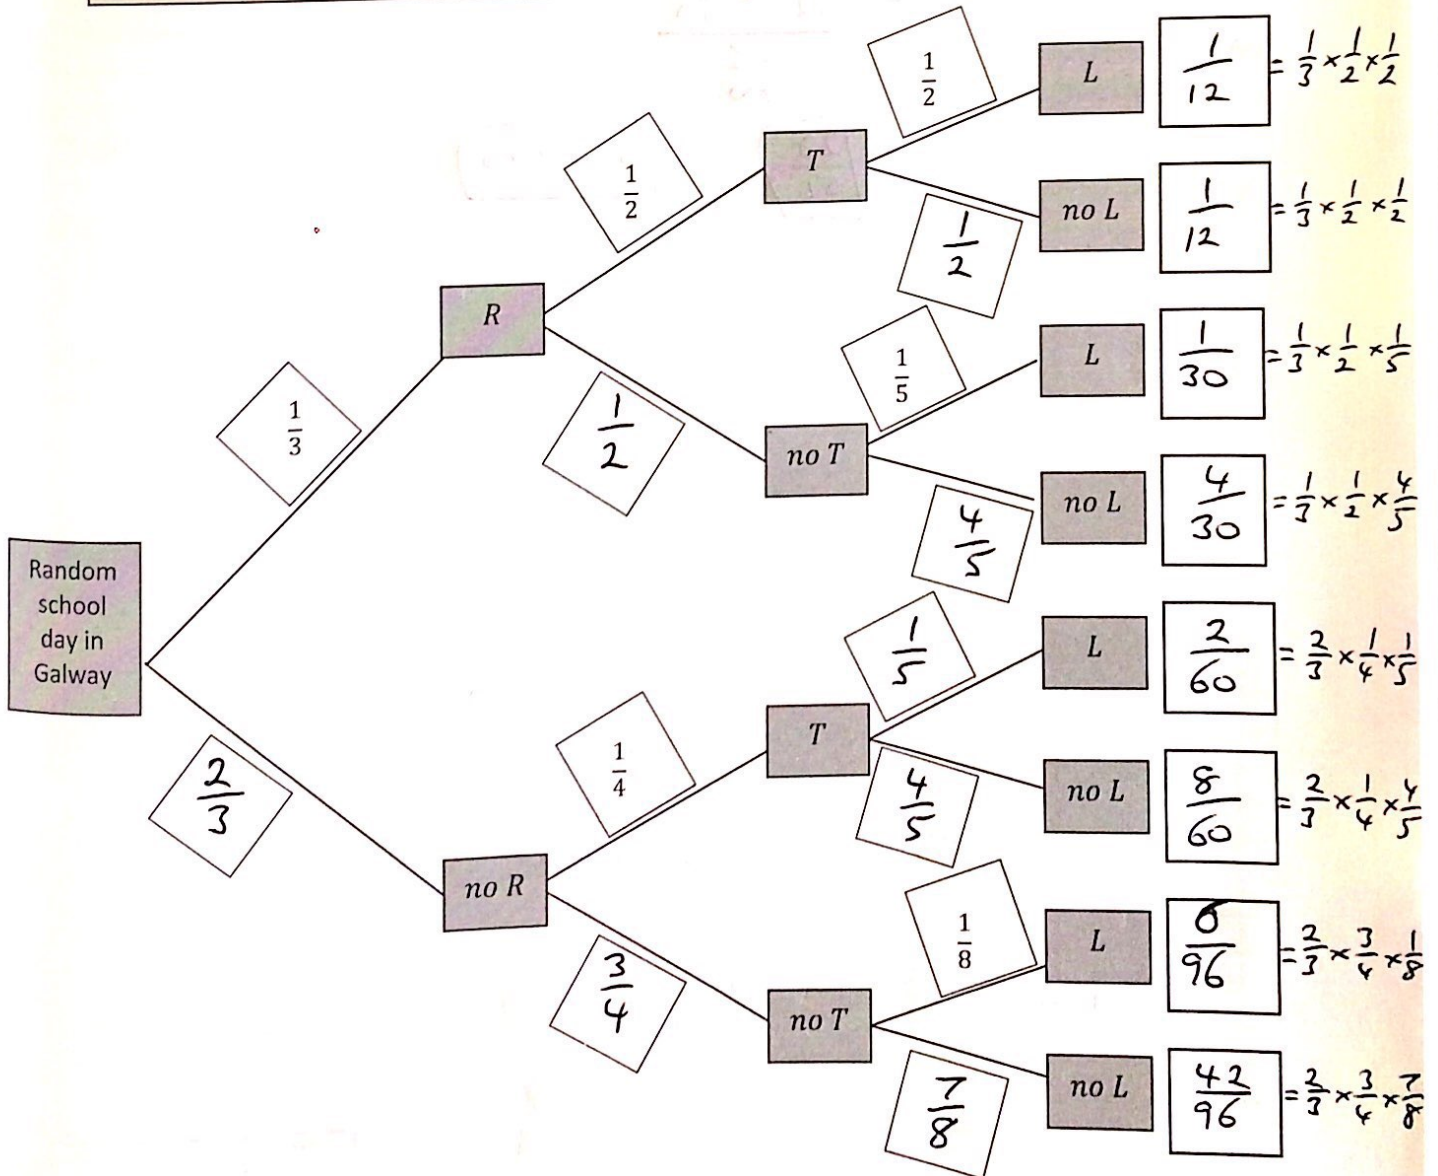 1/2
L
1/12 = 1/3 × 1/2 × 1/2
1/2
T
1/2
no L
1/12 = 1/3 × 1/2 × 1/2
R
1/5
L
1/30 = 1/3 × 1/2 × 1/5
1/3
1/2
no T
4/5
no L
4/30 = 1/3 × 1/2 × 4/5
Random
school
day in
Galway
1/5
L
2/60 = 2/3 × 1/4 × 1/5
2/3
1/4
T
4/5
no L
8/60 = 2/3 × 1/4 × 4/5
no R
1/8
L
6/96 = 2/3 × 3/4 × 1/8
3/4
no T
7/8
no L
42/96 = 2/3 × 3/4 × 7/8